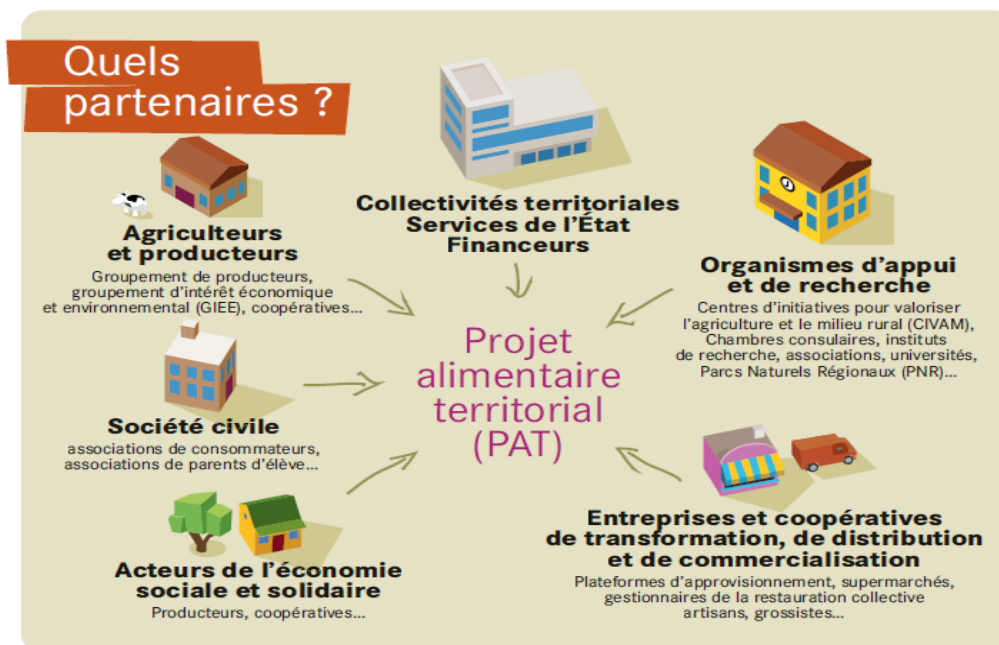 Quels
partenaires ?
Agriculteurs
et producteurs
Groupement de producteurs,
groupement d'intérêt économique
et environnemental (GIEE), coopératives...
Collectivités territoriales
Services de l'État
Financeurs
Organismes d'appui
et de recherche
Centres d'initiatives pour valoriser
l'agriculture et le milieu rural (CIVAM),
Chambres consulaires, instituts
de recherche, associations, universités,
Parcs Naturels Régionaux (PNR)...
Projet
alimentaire
territorial
(PAT)
Société civile
associations de consommateurs,
associations de parents d'élève...
Acteurs de l'économie
sociale et solidaire
Producteurs, coopératives...
Entreprises et coopératives
de transformation, de distribution
et de commercialisation
Plateformes d'approvisionnement, supermarchés,
gestionnaires de la restauration collective
artisans, grossistes...